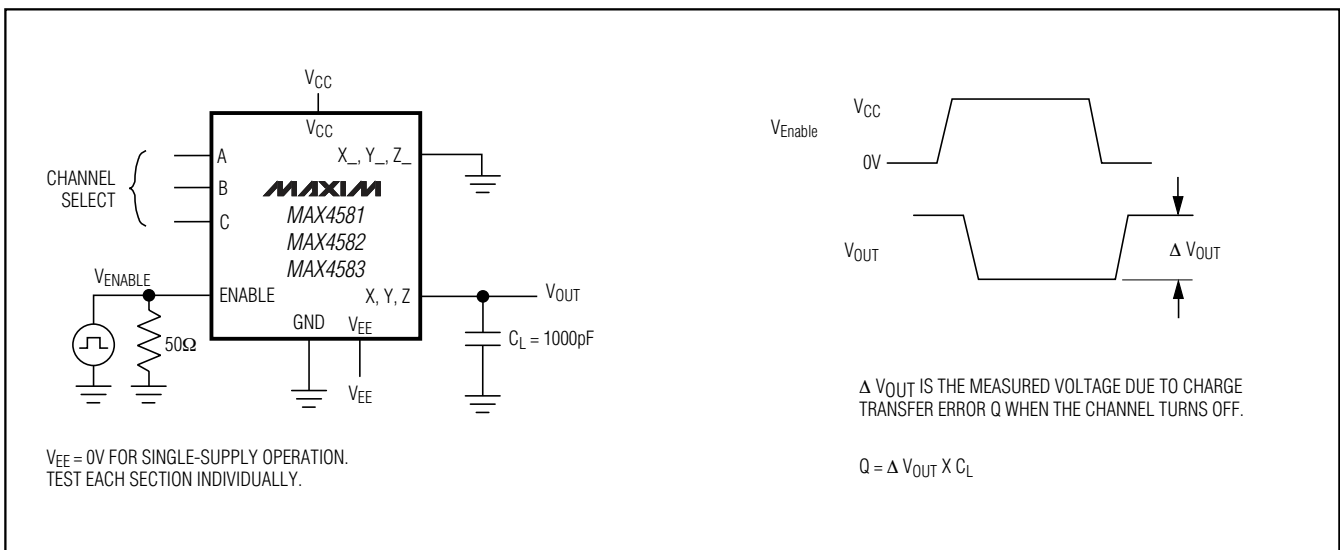 VCC
VCC
A
B
C
CHANNEL
SELECT
X_, Y_, Z_
MAXIM
MAX4581
MAX4582
MAX4583
VENABLE
ENABLE
50Ω
GND
VEE
VEE
X, Y, Z
VOUT
CL = 1000pF
VEE = 0V FOR SINGLE-SUPPLY OPERATION.
TEST EACH SECTION INDIVIDUALLY.
VEnable
VCC
0V
VOUT
Δ VOUT
Δ VOUT IS THE MEASURED VOLTAGE DUE TO CHARGE
TRANSFER ERROR Q WHEN THE CHANNEL TURNS OFF.
Q = Δ VOUT X CL